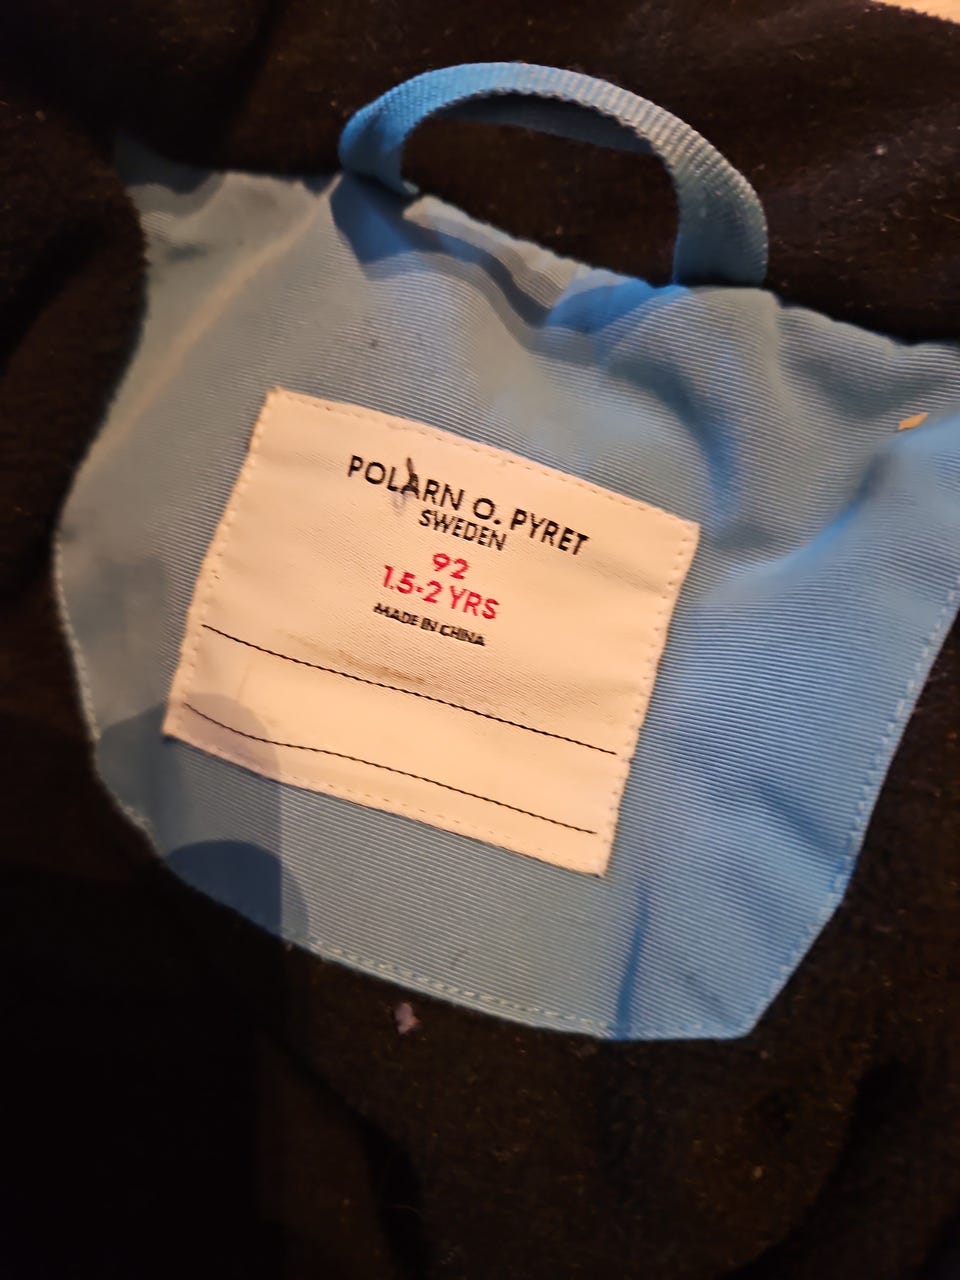 POLARN O. PYRET
SWEDEN
92
1.5-2 YRS
MADE IN CHINA